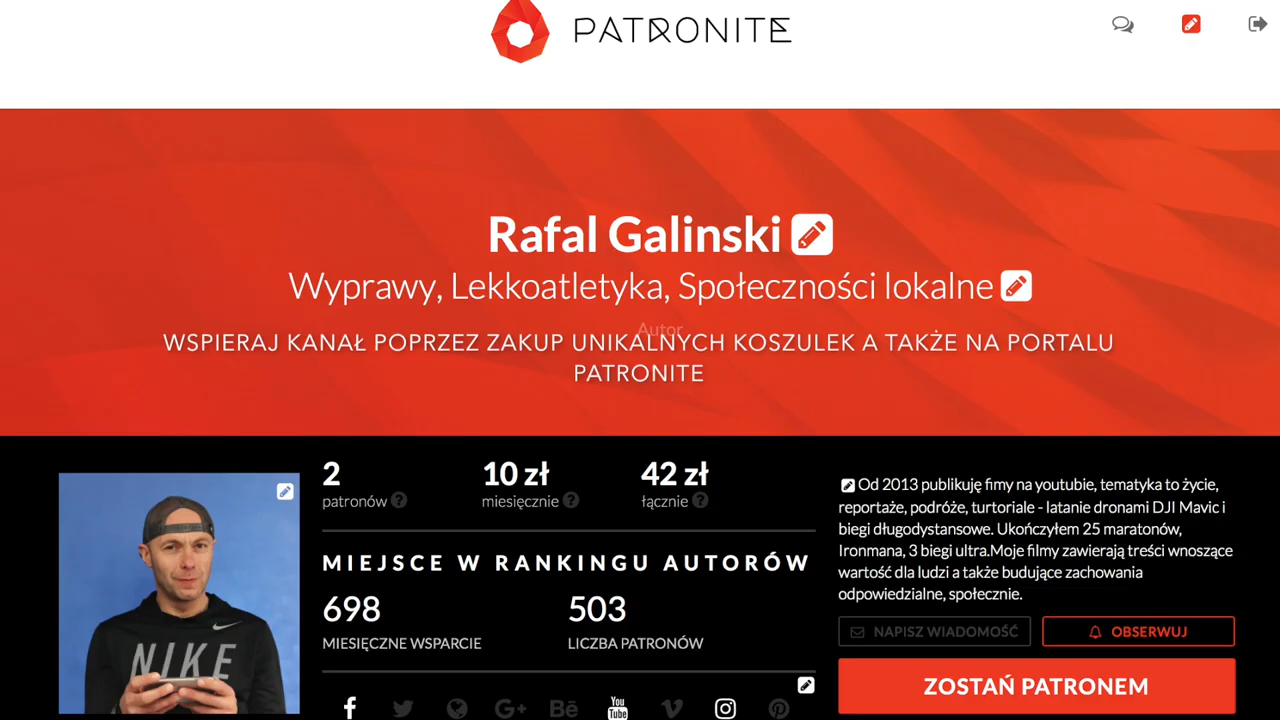 PATRONITE
Rafal Galinski
Wyprawy, Lekkoatletyka, Społeczności lokalne
Autor
WSPIERAJ KANAŁ POPRZEZ ZAKUP UNIKALNYCH KOSZULEK A TAKŻE NA PORTALU
PATRONITE
2
patronów ?
10 zł
miesięcznie ?
42 zł
łącznie ?
MIEJSCE W RANKINGU AUTORÓW
698
MIESIĘCZNE WSPARCIE
503
LICZBA PATRONÓW
Od 2013 publikuję fimy na youtubie, tematyka to życie,
reportaże, podróże, turtoriale - latanie dronami DJI Mavic i
biegi długodystansowe. Ukończyłem 25 maratonów,
Ironmana, 3 biegi ultra.Moje filmy zawierają treści wnoszące
wartość dla ludzi a także budujące zachowania
odpowiedzialne, społecznie.
NAPISZ WIADOMOŚĆ
OBSERWUJ
ZOSTAŃ PATRONEM
NIKE
You
Tube